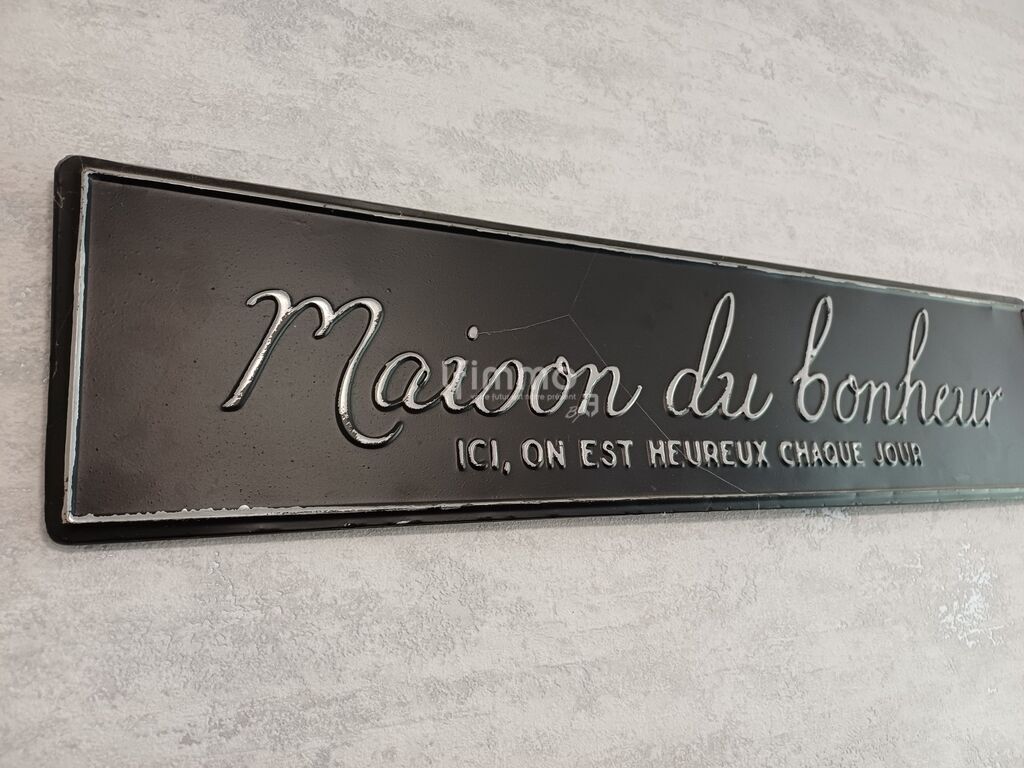 Maison du bonheur
ICI, ON EST HEUREUX CHAQUE JOUR